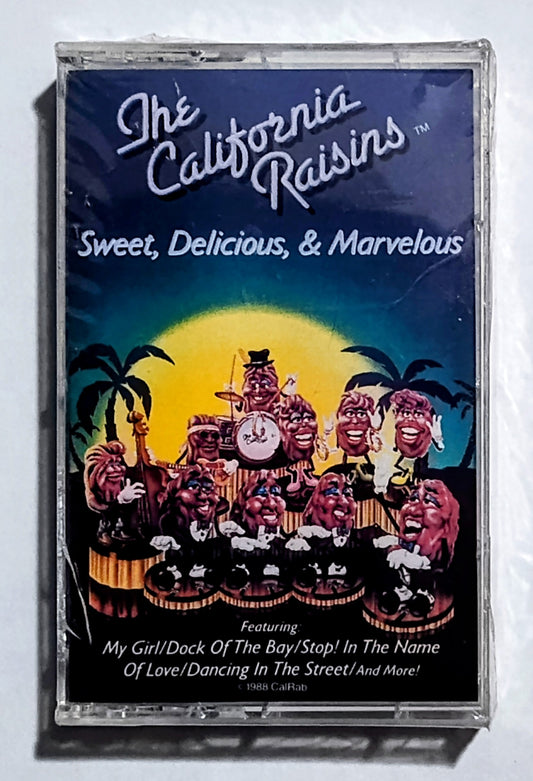 The
California
Raisins™
Sweet, Delicious, & Marvelous
Featuring:
My Girl/Dock Of The Bay/Stop! In The Name
Of Love/Dancing In The Street/And More!
© 1988 CalRab